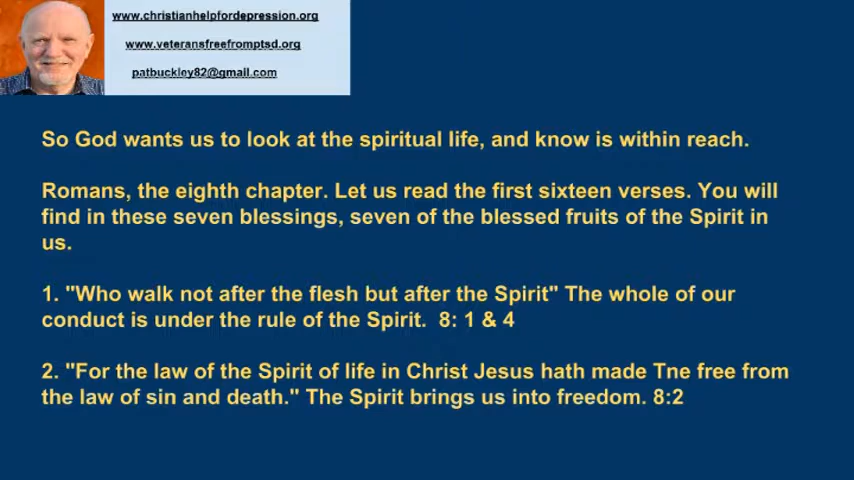 www.christianhelpfordepression.org
www.veteransfreefromptsd.org
patbuckley82@gmail.com
So God wants us to look at the spiritual life, and know is within reach.
Romans, the eighth chapter. Let us read the first sixteen verses. You will
find in these seven blessings, seven of the blessed fruits of the Spirit in
us.
1. "Who walk not after the flesh but after the Spirit" The whole of our
conduct is under the rule of the Spirit. 8: 1 & 4
2. "For the law of the Spirit of life in Christ Jesus hath made Tne free from
the law of sin and death." The Spirit brings us into freedom. 8:2